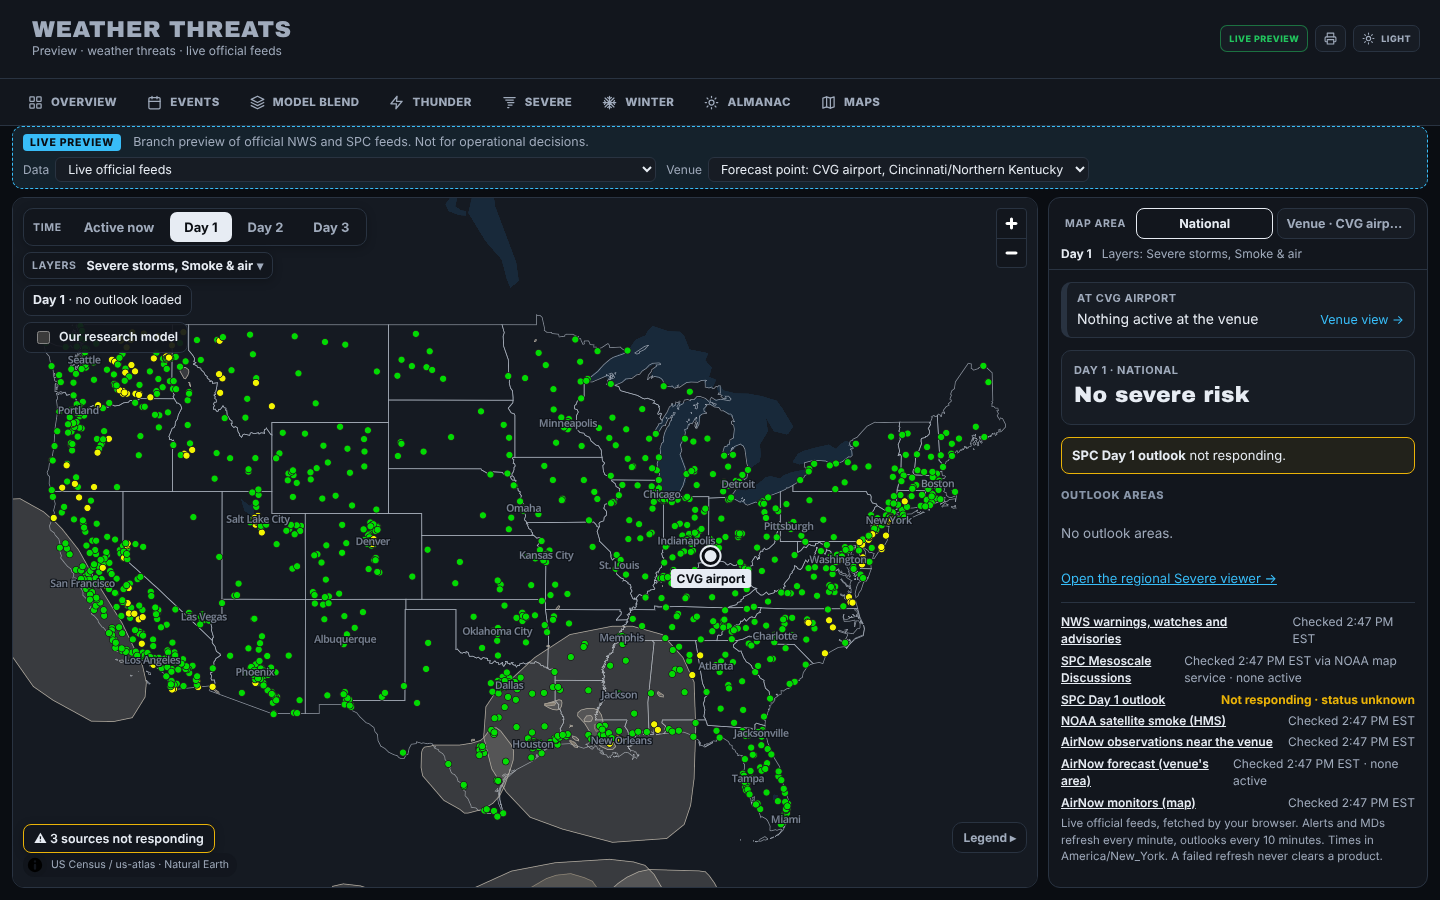 WEATHER THREATS
Preview · weather threats · live official feeds
LIVE PREVIEW
LIGHT
OVERVIEW
EVENTS
MODEL BLEND
THUNDER
SEVERE
WINTER
ALMANAC
MAPS
LIVE PREVIEW Branch preview of official NWS and SPC feeds. Not for operational decisions.
Data Live official feeds
Venue Forecast point: CVG airport, Cincinnati/Northern Kentucky
TIME Active now Day 1 Day 2 Day 3
LAYERS Severe storms, Smoke & air ▾
Day 1 · no outlook loaded
Our research model
+
−
Seattle
Portland
Minneapolis
Chicago
Detroit
Boston
New York
Omaha
Salt Lake City
Pittsburgh
Denver
Indianapolis
Kansas City
St. Louis
Washington
CVG airport
San Francisco
Las Vegas
Albuquerque
Oklahoma City
Memphis
Charlotte
Los Angeles
Phoenix
Atlanta
Dallas
Jackson
Houston
New Orleans
Jacksonville
Tampa
Miami
⚠ 3 sources not responding
US Census / us-atlas · Natural Earth
Legend ▸
MAP AREA National Venue · CVG airp...
Day 1 Layers: Severe storms, Smoke & air
AT CVG AIRPORT
Nothing active at the venue
Venue view →
DAY 1 · NATIONAL
No severe risk
SPC Day 1 outlook not responding.
OUTLOOK AREAS
No outlook areas.
Open the regional Severe viewer →
NWS warnings, watches and
advisories
Checked 2:47 PM
EST
SPC Mesoscale
Discussions
Checked 2:47 PM EST via NOAA map
service · none active
SPC Day 1 outlook Not responding · status unknown
NOAA satellite smoke (HMS) Checked 2:47 PM EST
AirNow observations near the venue Checked 2:47 PM EST
AirNow forecast (venue's
area)
Checked 2:47 PM EST · none
active
AirNow monitors (map) Checked 2:47 PM EST
Live official feeds, fetched by your browser. Alerts and MDs
refresh every minute, outlooks every 10 minutes. Times in
America/New_York. A failed refresh never clears a product.